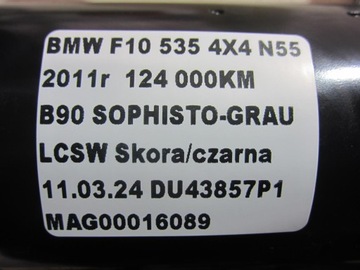 BMW F10 535 4X4 N55
2011r 124 000KM
B90 SOPHISTO-GRAU
LCSW Skora/czarna
11.03.24 DU43857P1
MAG00016089